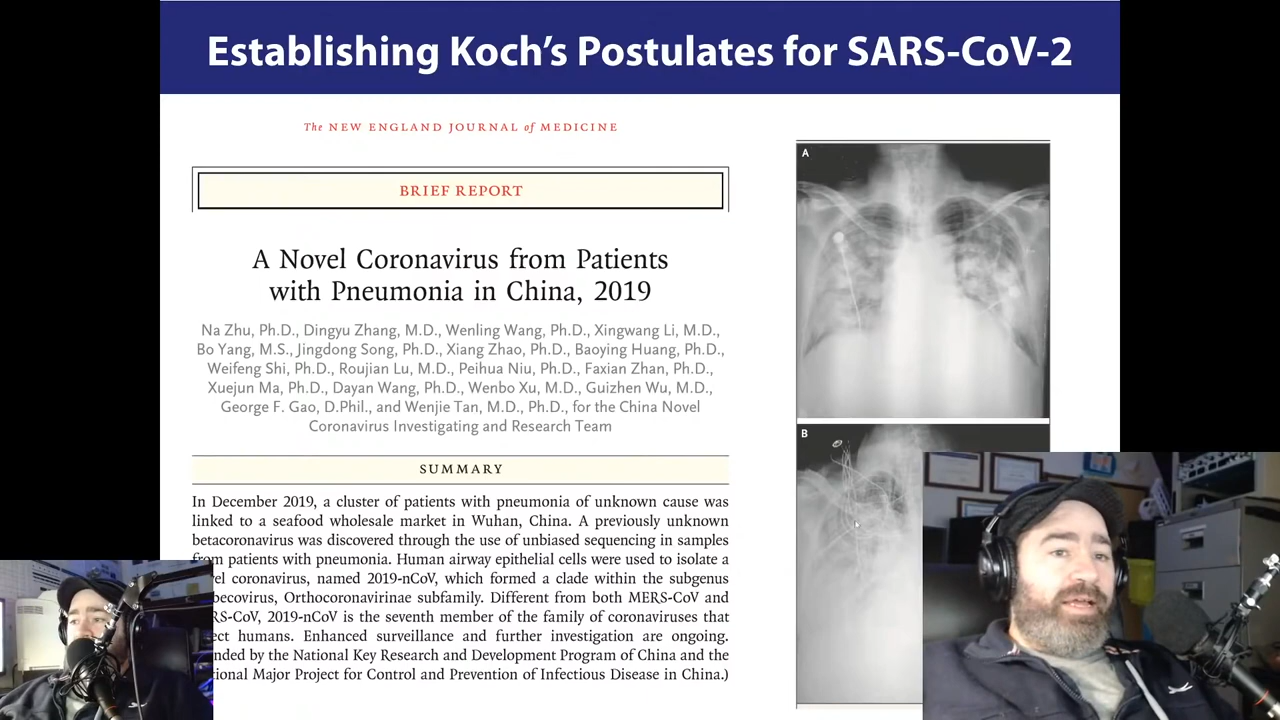 Establishing Koch's Postulates for SARS-CoV-2
The NEW ENGLAND JOURNAL of MEDICINE
BRIEF REPORT
A Novel Coronavirus from Patients
with Pneumonia in China, 2019
Na Zhu, Ph.D., Dingyu Zhang, M.D., Wenling Wang, Ph.D., Xingwang Li, M.D.,
Bo Yang, M.S., Jingdong Song, Ph.D., Xiang Zhao, Ph.D., Baoying Huang, Ph.D.,
Weifeng Shi, Ph.D., Roujian Lu, M.D., Peihua Niu, Ph.D., Faxian Zhan, Ph.D.,
Xuejun Ma, Ph.D., Dayan Wang, Ph.D., Wenbo Xu, M.D., Guizhen Wu, M.D.,
George F. Gao, D.Phil., and Wenjie Tan, M.D., Ph.D., for the China Novel
Coronavirus Investigating and Research Team
SUMMARY
In December 2019, a cluster of patients with pneumonia of unknown cause was
linked to a seafood wholesale market in Wuhan, China. A previously unknown
betacoronavirus was discovered through the use of unbiased sequencing in samples
from patients with pneumonia. Human airway epithelial cells were used to isolate a
coronavirus, named 2019-nCoV, which formed a clade within the subgenus
Orthocoronavirinae subfamily. Different from both MERS-CoV and
2019-nCoV is the seventh member of the family of coronaviruses that
humans. Enhanced surveillance and further investigation are ongoing.
by the National Key Research and Development Program of China and the
Major Project for Control and Prevention of Infectious Disease in China.)
A
B